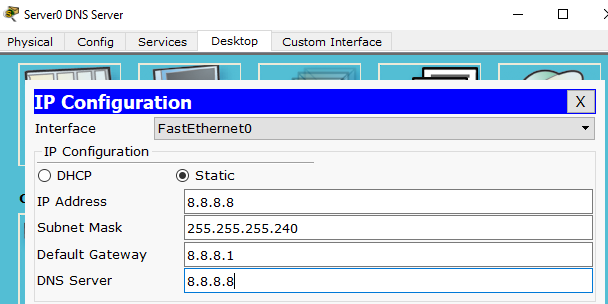 Server0 DNS Server
Physical Config Services Desktop Custom Interface
IP Configuration X
Interface FastEthernet0
IP Configuration
DHCP Static
IP Address 8.8.8.8
Subnet Mask 255.255.255.240
Default Gateway 8.8.8.1
DNS Server 8.8.8.8